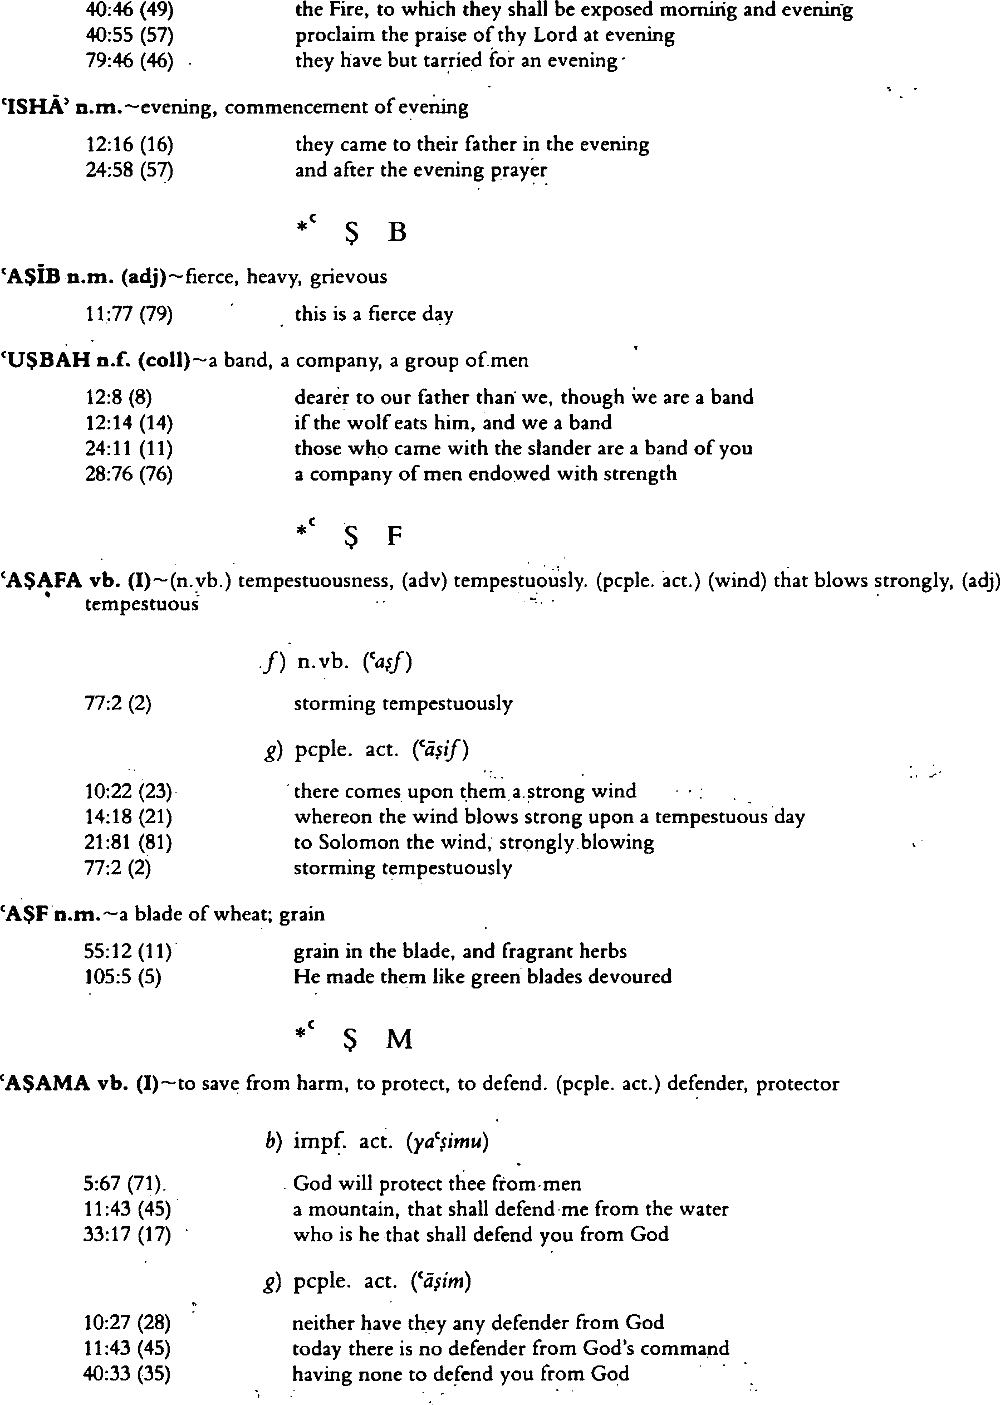 40:46 (49) the Fire, to which they shall be exposed morning and evening
40:55 (57) proclaim the praise of thy Lord at evening
79:46 (46) they have but tarried for an evening
ʿISHĀʾ n.m.~evening, commencement of evening
12:16 (16) they came to their father in the evening
24:58 (57) and after the evening prayer
*ʿ Ṣ B
ʿAṢĪB n.m. (adj)~fierce, heavy, grievous
11:77 (79) this is a fierce day
ʿUṢBAH n.f. (coll)~a band, a company, a group of men
12:8 (8) dearer to our father than we, though we are a band
12:14 (14) if the wolf eats him, and we a band
24:11 (11) those who came with the slander are a band of you
28:76 (76) a company of men endowed with strength
*ʿ Ṣ F
ʿAṢAFA vb. (I)~(n.vb.) tempestuousness, (adv) tempestuously. (pcple. act.) (wind) that blows strongly, (adj)
tempestuous
f) n.vb. (ʿaṣf)
77:2 (2) storming tempestuously
g) pcple. act. (ʿāṣif)
10:22 (23) there comes upon them a strong wind
14:18 (21) whereon the wind blows strong upon a tempestuous day
21:81 (81) to Solomon the wind, strongly blowing
77:2 (2) storming tempestuously
ʿAṢF n.m.~a blade of wheat; grain
55:12 (11) grain in the blade, and fragrant herbs
105:5 (5) He made them like green blades devoured
*ʿ Ṣ M
ʿAṢAMA vb. (I)~to save from harm, to protect, to defend. (pcple. act.) defender, protector
b) impf. act. (yaʿṣimu)
5:67 (71) God will protect thee from men
11:43 (45) a mountain, that shall defend me from the water
33:17 (17) who is he that shall defend you from God
g) pcple. act. (ʿāṣim)
10:27 (28) neither have they any defender from God
11:43 (45) today there is no defender from God's command
40:33 (35) having none to defend you from God